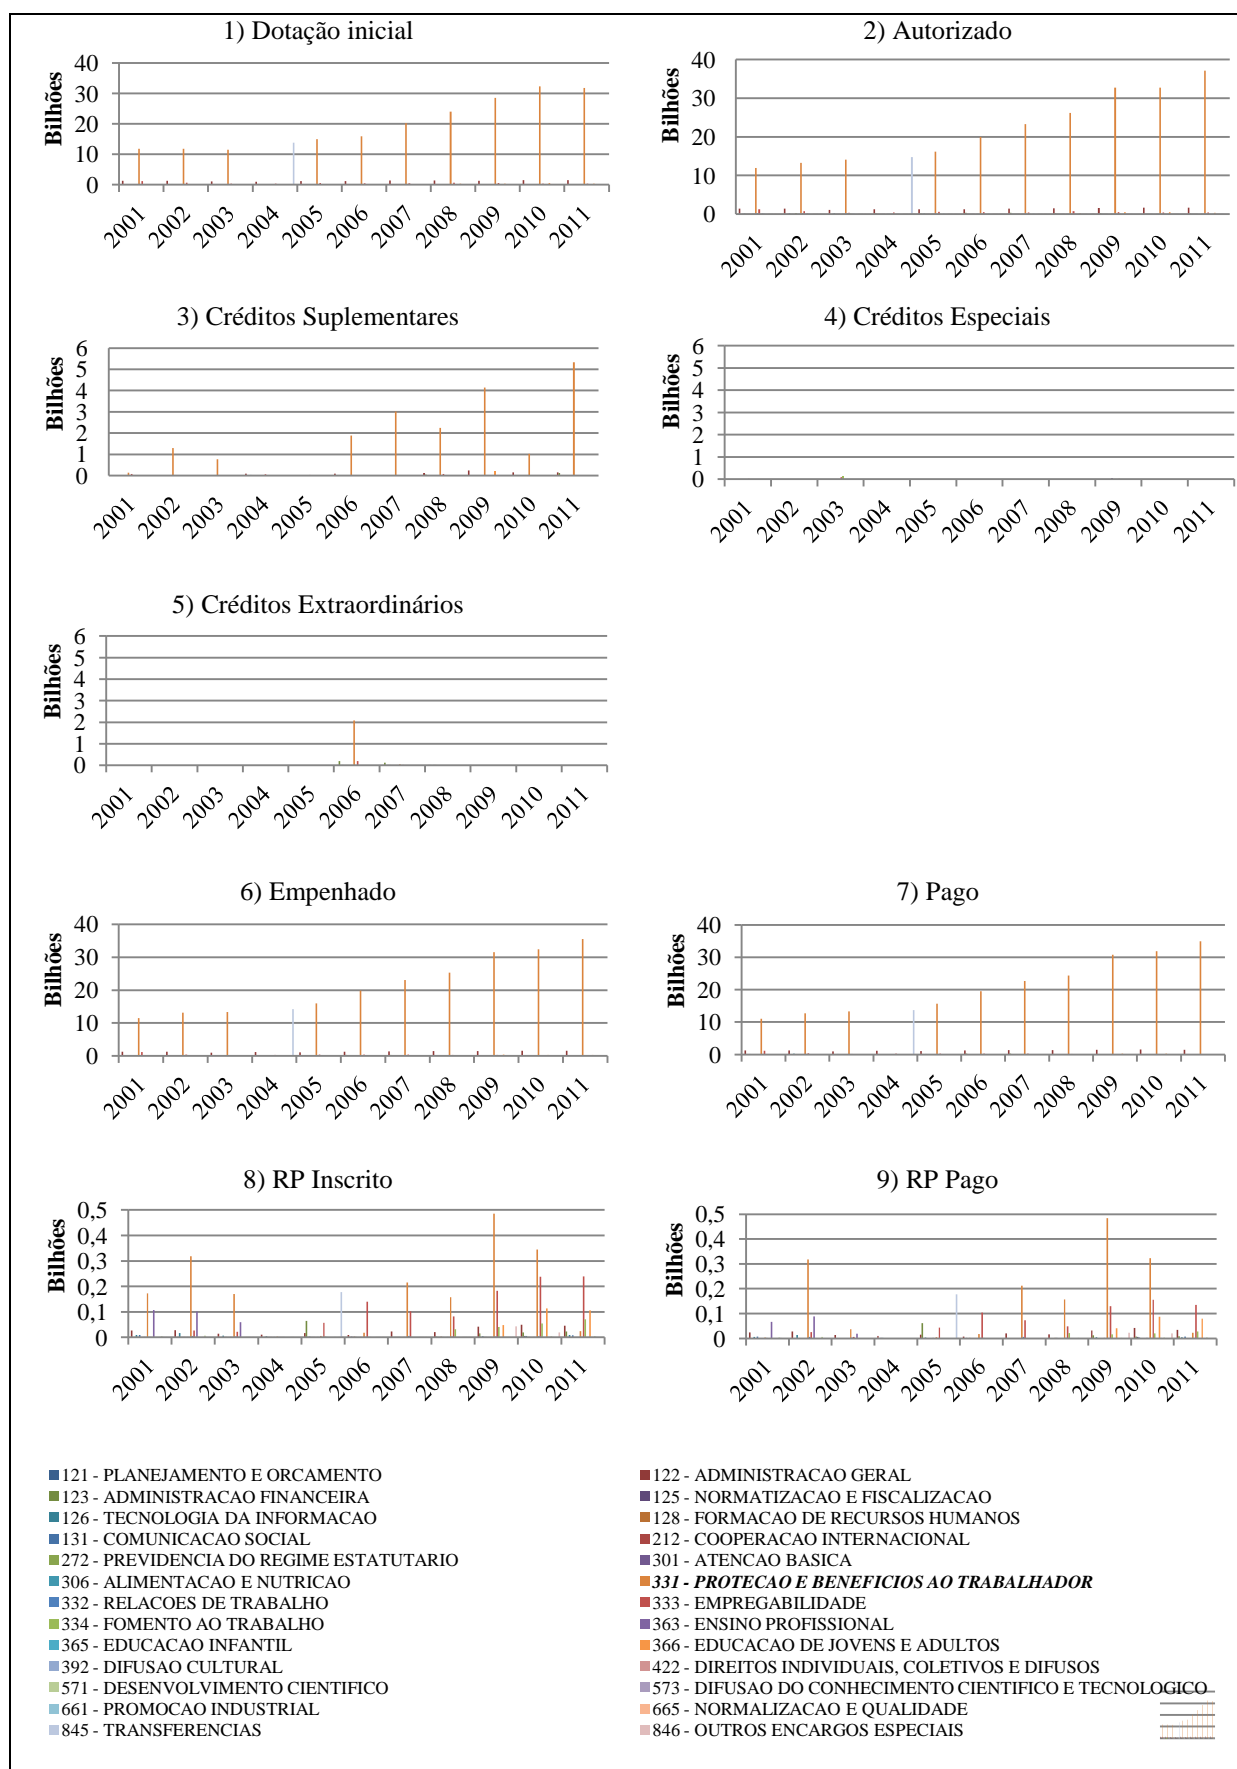 1) Dotação inicial
Bilhões
40
30
20
10
0
2001 2002 2003 2004 2005 2006 2007 2008 2009 2010 2011
2) Autorizado
Bilhões
40
30
20
10
0
2001 2002 2003 2004 2005 2006 2007 2008 2009 2010 2011
3) Créditos Suplementares
Bilhões
6
5
4
3
2
1
0
2001 2002 2003 2004 2005 2006 2007 2008 2009 2010 2011
4) Créditos Especiais
Bilhões
6
5
4
3
2
1
0
2001 2002 2003 2004 2005 2006 2007 2008 2009 2010 2011
5) Créditos Extraordinários
Bilhões
6
5
4
3
2
1
0
2001 2002 2003 2004 2005 2006 2007 2008 2009 2010 2011
6) Empenhado
Bilhões
40
30
20
10
0
2001 2002 2003 2004 2005 2006 2007 2008 2009 2010 2011
7) Pago
Bilhões
40
30
20
10
0
2001 2002 2003 2004 2005 2006 2007 2008 2009 2010 2011
8) RP Inscrito
Bilhões
0,5
0,4
0,3
0,2
0,1
0
2001 2002 2003 2004 2005 2006 2007 2008 2009 2010 2011
9) RP Pago
Bilhões
0,5
0,4
0,3
0,2
0,1
0
2001 2002 2003 2004 2005 2006 2007 2008 2009 2010 2011
121 - PLANEJAMENTO E ORCAMENTO
122 - ADMINISTRACAO GERAL
123 - ADMINISTRACAO FINANCEIRA
125 - NORMATIZACAO E FISCALIZACAO
126 - TECNOLOGIA DA INFORMACAO
128 - FORMACAO DE RECURSOS HUMANOS
131 - COMUNICACAO SOCIAL
212 - COOPERACAO INTERNACIONAL
272 - PREVIDENCIA DO REGIME ESTATUTARIO
301 - ATENCAO BASICA
306 - ALIMENTACAO E NUTRICAO
331 - PROTECAO E BENEFICIOS AO TRABALHADOR
332 - RELACOES DE TRABALHO
333 - EMPREGABILIDADE
334 - FOMENTO AO TRABALHO
363 - ENSINO PROFISSIONAL
365 - EDUCACAO INFANTIL
366 - EDUCACAO DE JOVENS E ADULTOS
392 - DIFUSAO CULTURAL
422 - DIREITOS INDIVIDUAIS, COLETIVOS E DIFUSOS
571 - DESENVOLVIMENTO CIENTIFICO
573 - DIFUSAO DO CONHECIMENTO CIENTIFICO E TECNOLOGICO
661 - PROMOCAO INDUSTRIAL
665 - NORMALIZACAO E QUALIDADE
845 - TRANSFERENCIAS
846 - OUTROS ENCARGOS ESPECIAIS